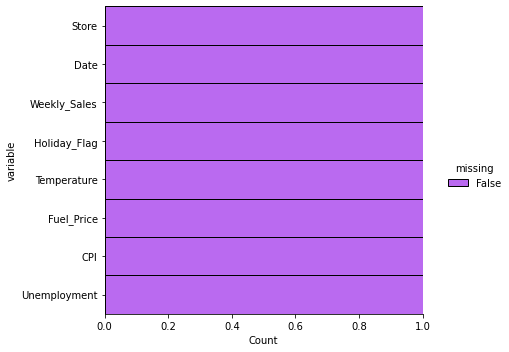 Store
Date
Weekly_Sales
Holiday_Flag
Temperature
Fuel_Price
CPI
Unemployment
variable
0.0 0.2 0.4 0.6 0.8 1.0
Count
missing
False